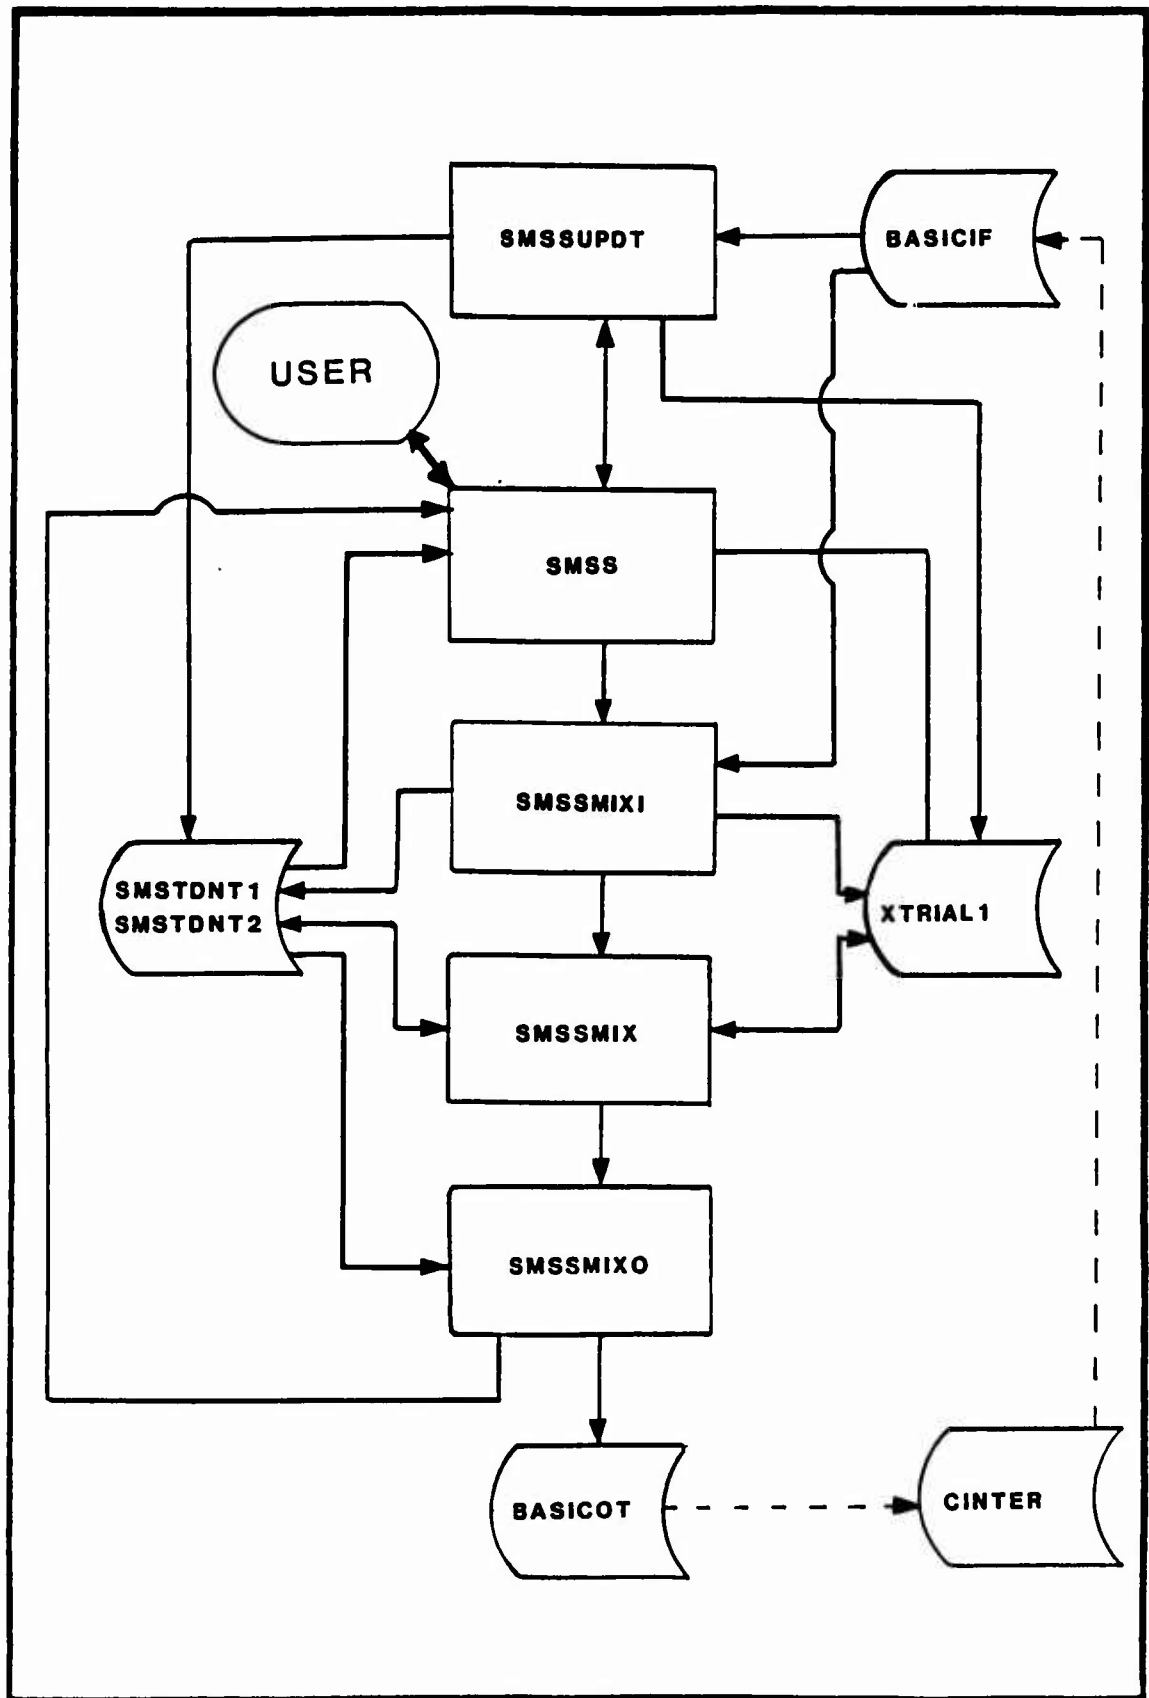 SMSSUPDT
BASICIF
USER
SMSS
SMSSMIXI
SMSTDNT1
SMSTDNT2
XTRIAL1
SMSSMIX
SMSSMIXO
BASICOT
CINTER